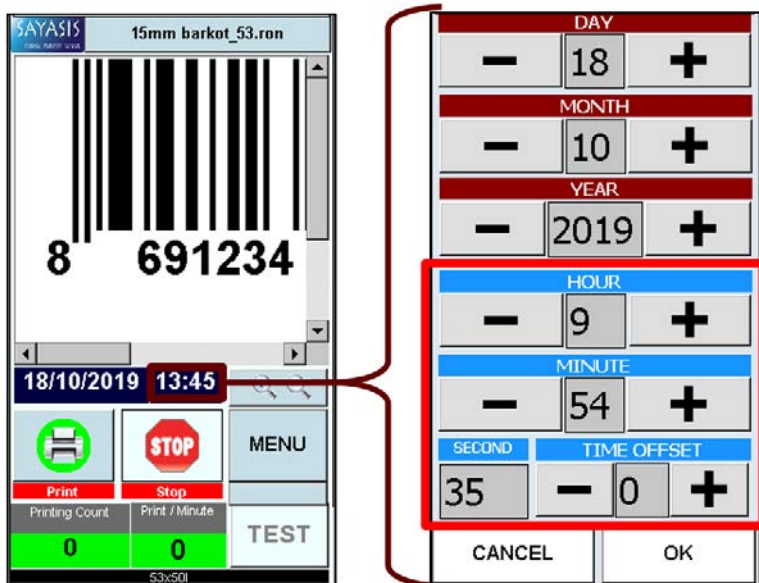 SAYASIS
15mm barkot_53.ron
8 691234
18/10/2019 13:45
STOP
MENU
Print Stop
Printing Count Print / Minute
TEST
0 0
53x50l
DAY
18
MONTH
10
YEAR
2019
HOUR
9
MINUTE
54
SECOND TIME OFFSET
35 0
CANCEL OK